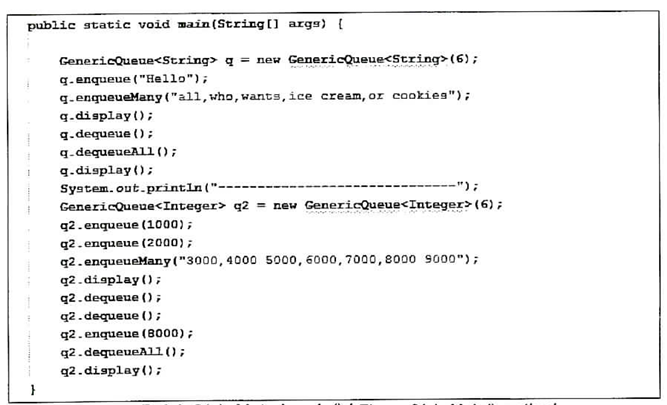 public static void main(String[] args) {
GenericQueue<String> q = new GenericQueue<String>(6);
q.enqueue("Hello");
q.enqueueMany("all,who,wants,ice cream,or cookies");
q.display();
q.dequeue();
q.dequeueAll();
q.display();
System.out.println("------------------------------");
GenericQueue<Integer> q2 = new GenericQueue<Integer>(6);
q2.enqueue(1000);
q2.enqueue(2000);
q2.enqueueMany("3000,4000 5000,6000,7000,8000 9000");
q2.display();
q2.dequeue();
q2.dequeue();
q2.enqueue(8000);
q2.dequeueAll();
q2.display();
}